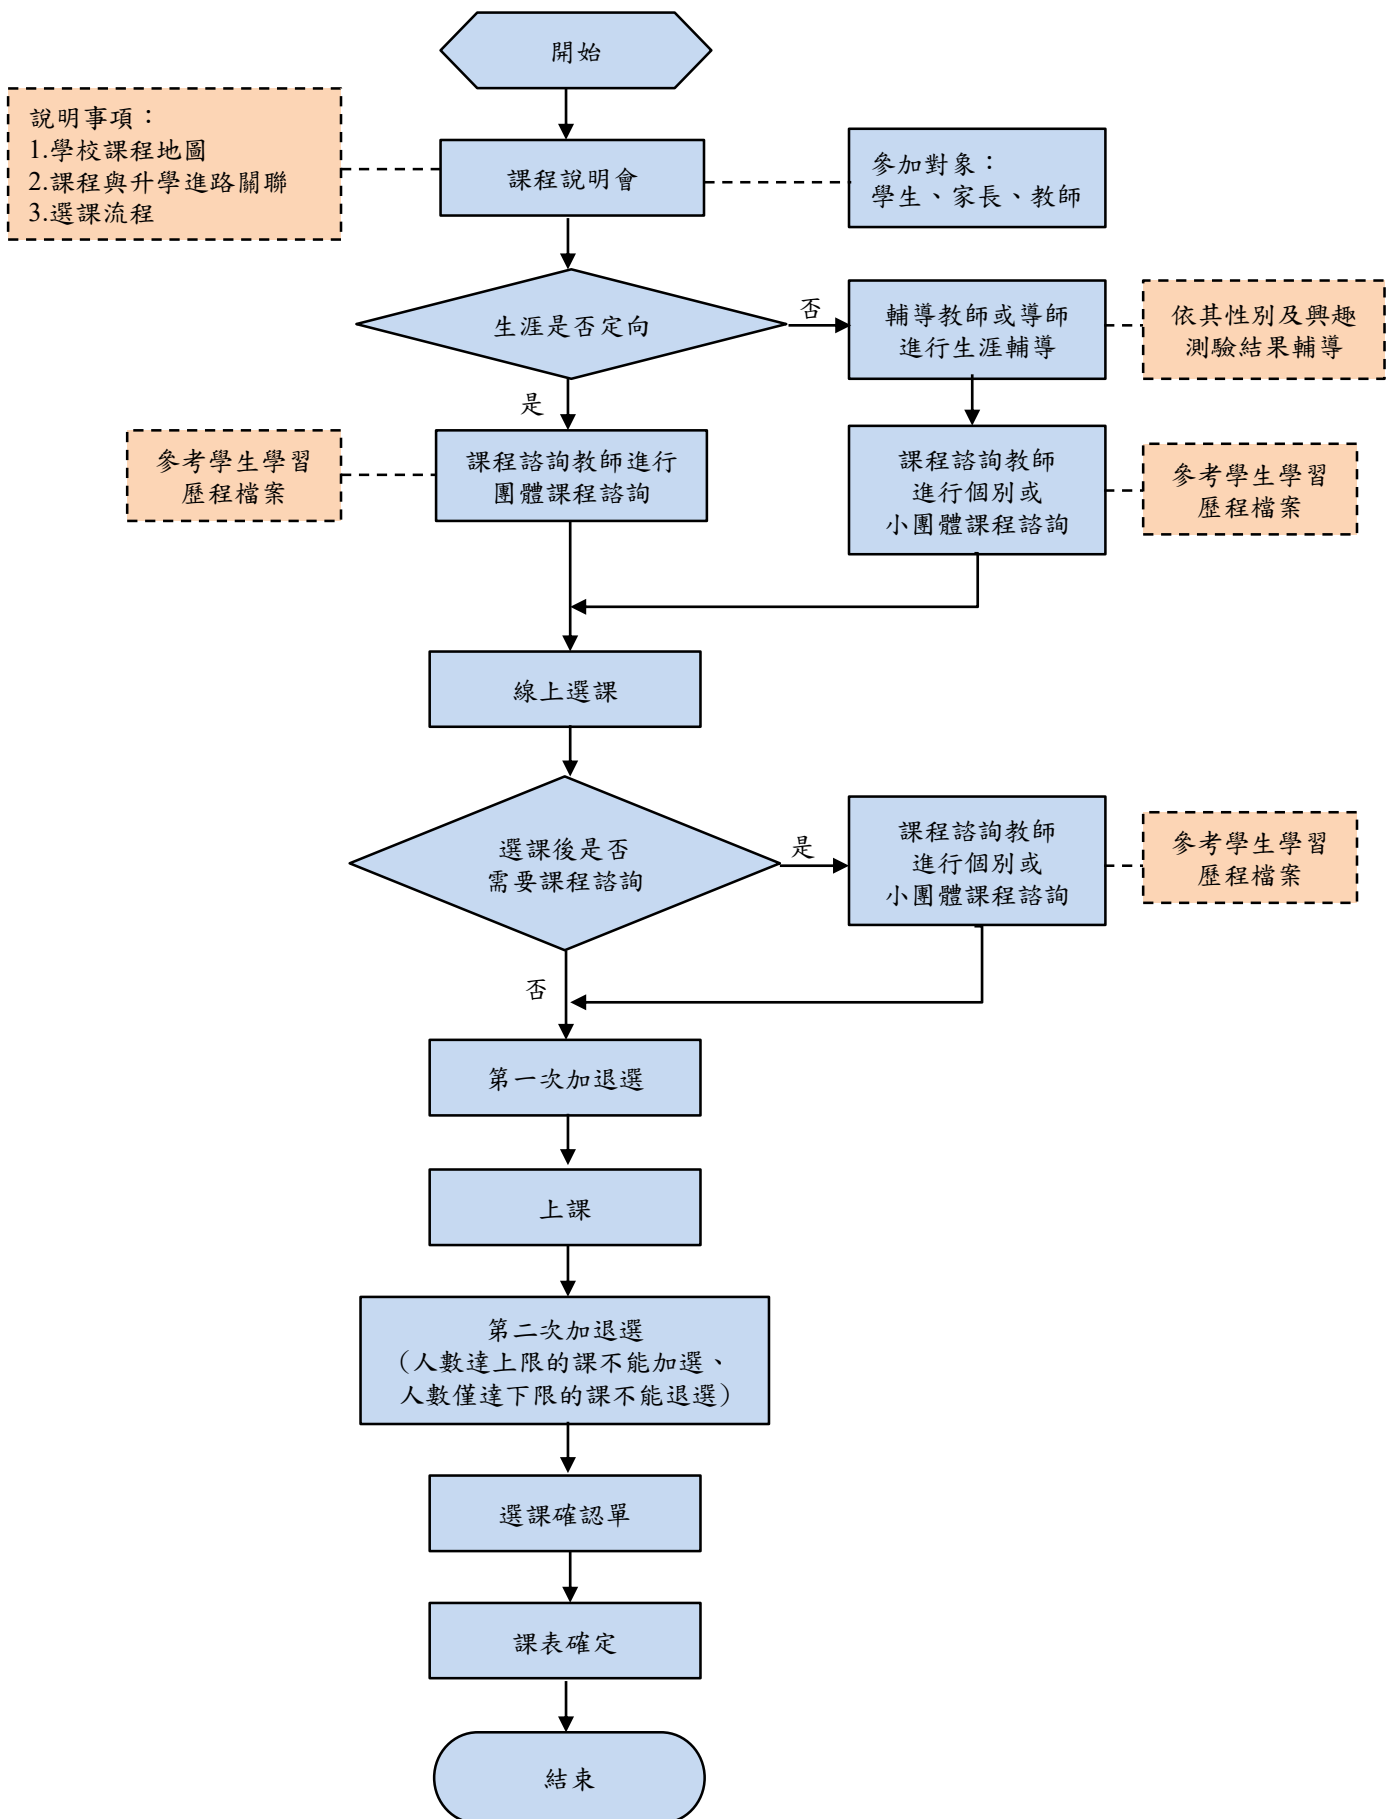 開始
說明事項：
1.學校課程地圖
2.課程與升學進路關聯
3.選課流程
課程說明會
參加對象：
學生、家長、教師
生涯是否定向
否
輔導教師或導師
進行生涯輔導
依其性別及興趣
測驗結果輔導
是
參考學生學習
歷程檔案
課程諮詢教師進行
團體課程諮詢
課程諮詢教師
進行個別或
小團體課程諮詢
參考學生學習
歷程檔案
線上選課
選課後是否
需要課程諮詢
是
課程諮詢教師
進行個別或
小團體課程諮詢
參考學生學習
歷程檔案
否
第一次加退選
上課
第二次加退選
（人數達上限的課不能加選、
人數僅達下限的課不能退選）
選課確認單
課表確定
結束